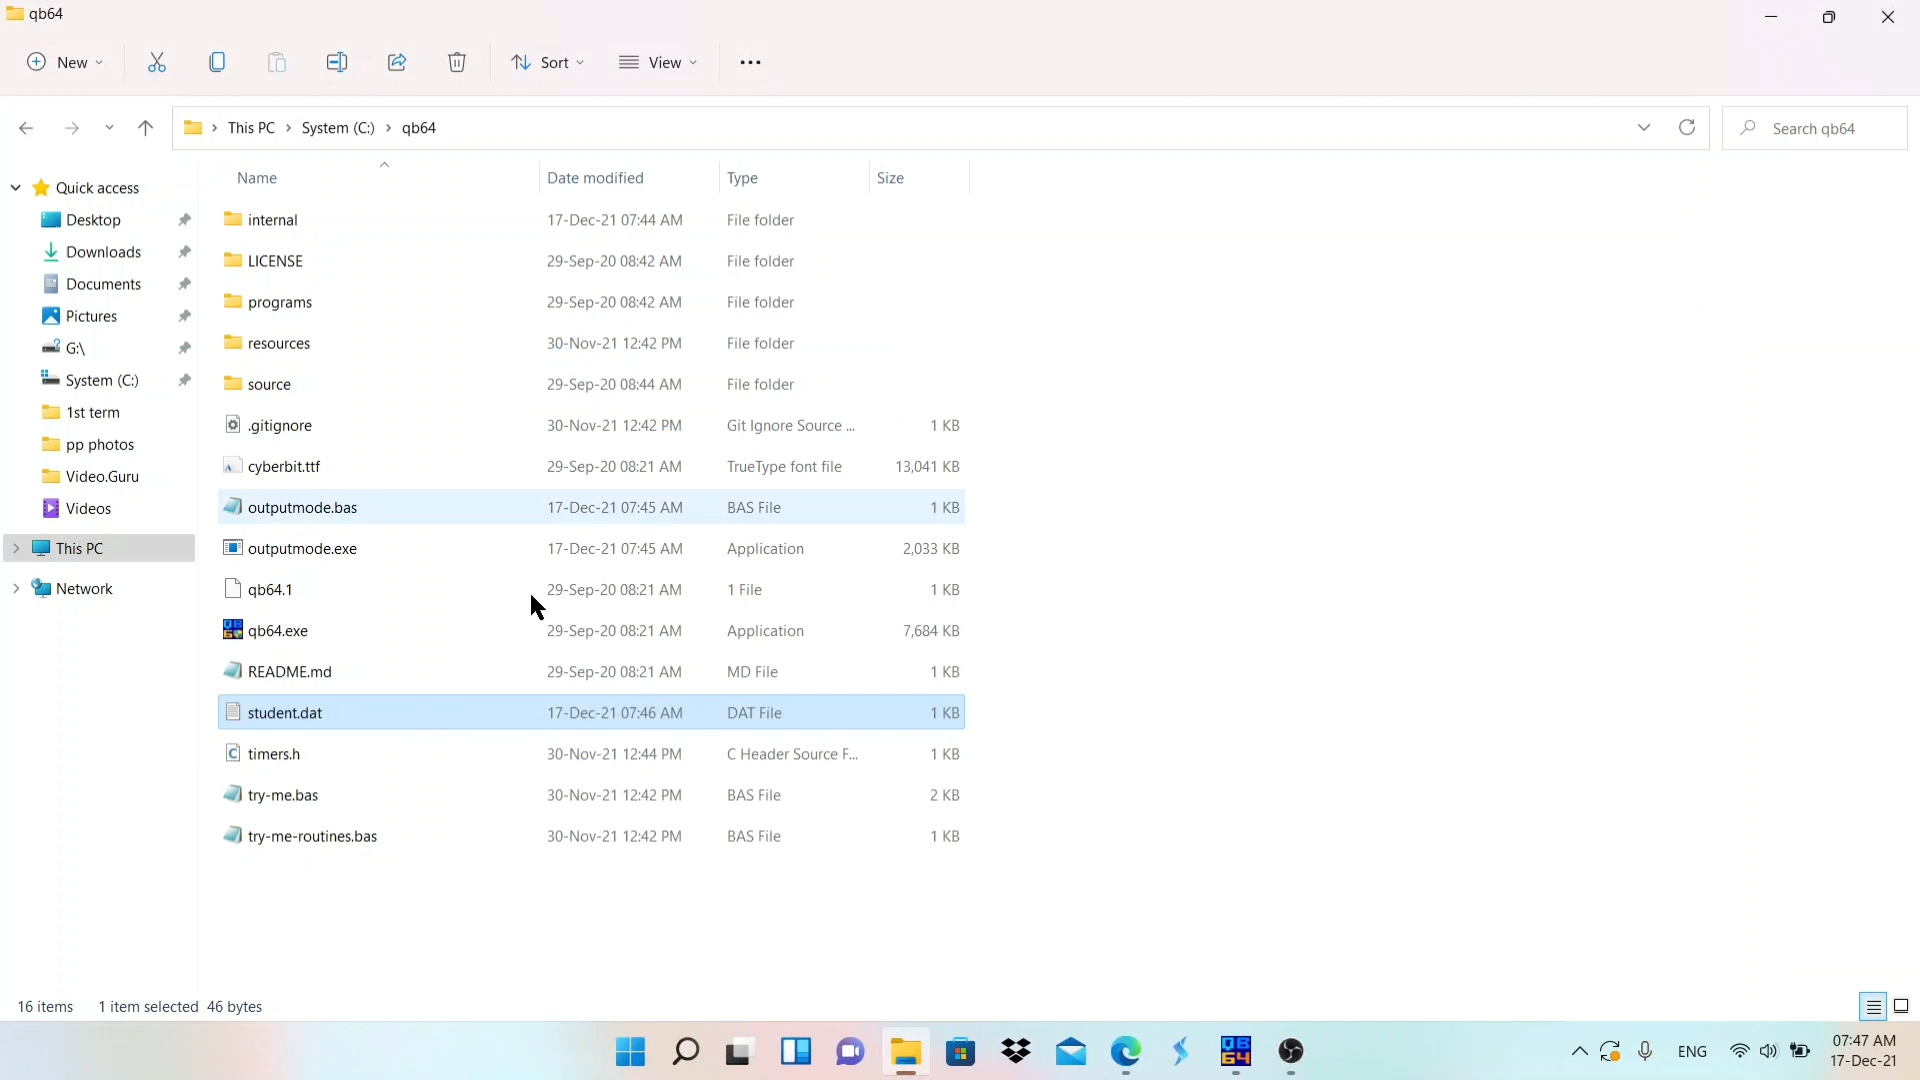 qb64
New
Sort
View
This PC > System (C:) > qb64
Search qb64
Name Date modified Type Size
Quick access
Desktop
Downloads
Documents
Pictures
G:\
System (C:)
1st term
pp photos
Video.Guru
Videos
This PC
Network
internal 17-Dec-21 07:44 AM File folder
LICENSE 29-Sep-20 08:42 AM File folder
programs 29-Sep-20 08:42 AM File folder
resources 30-Nov-21 12:42 PM File folder
source 29-Sep-20 08:44 AM File folder
.gitignore 30-Nov-21 12:42 PM Git Ignore Source ... 1 KB
cyberbit.ttf 29-Sep-20 08:21 AM TrueType font file 13,041 KB
outputmode.bas 17-Dec-21 07:45 AM BAS File 1 KB
outputmode.exe 17-Dec-21 07:45 AM Application 2,033 KB
qb64.1 29-Sep-20 08:21 AM 1 File 1 KB
qb64.exe 29-Sep-20 08:21 AM Application 7,684 KB
README.md 29-Sep-20 08:21 AM MD File 1 KB
student.dat 17-Dec-21 07:46 AM DAT File 1 KB
timers.h 30-Nov-21 12:44 PM C Header Source F... 1 KB
try-me.bas 30-Nov-21 12:42 PM BAS File 2 KB
try-me-routines.bas 30-Nov-21 12:42 PM BAS File 1 KB
16 items 1 item selected 46 bytes
QB64
ENG
07:47 AM
17-Dec-21